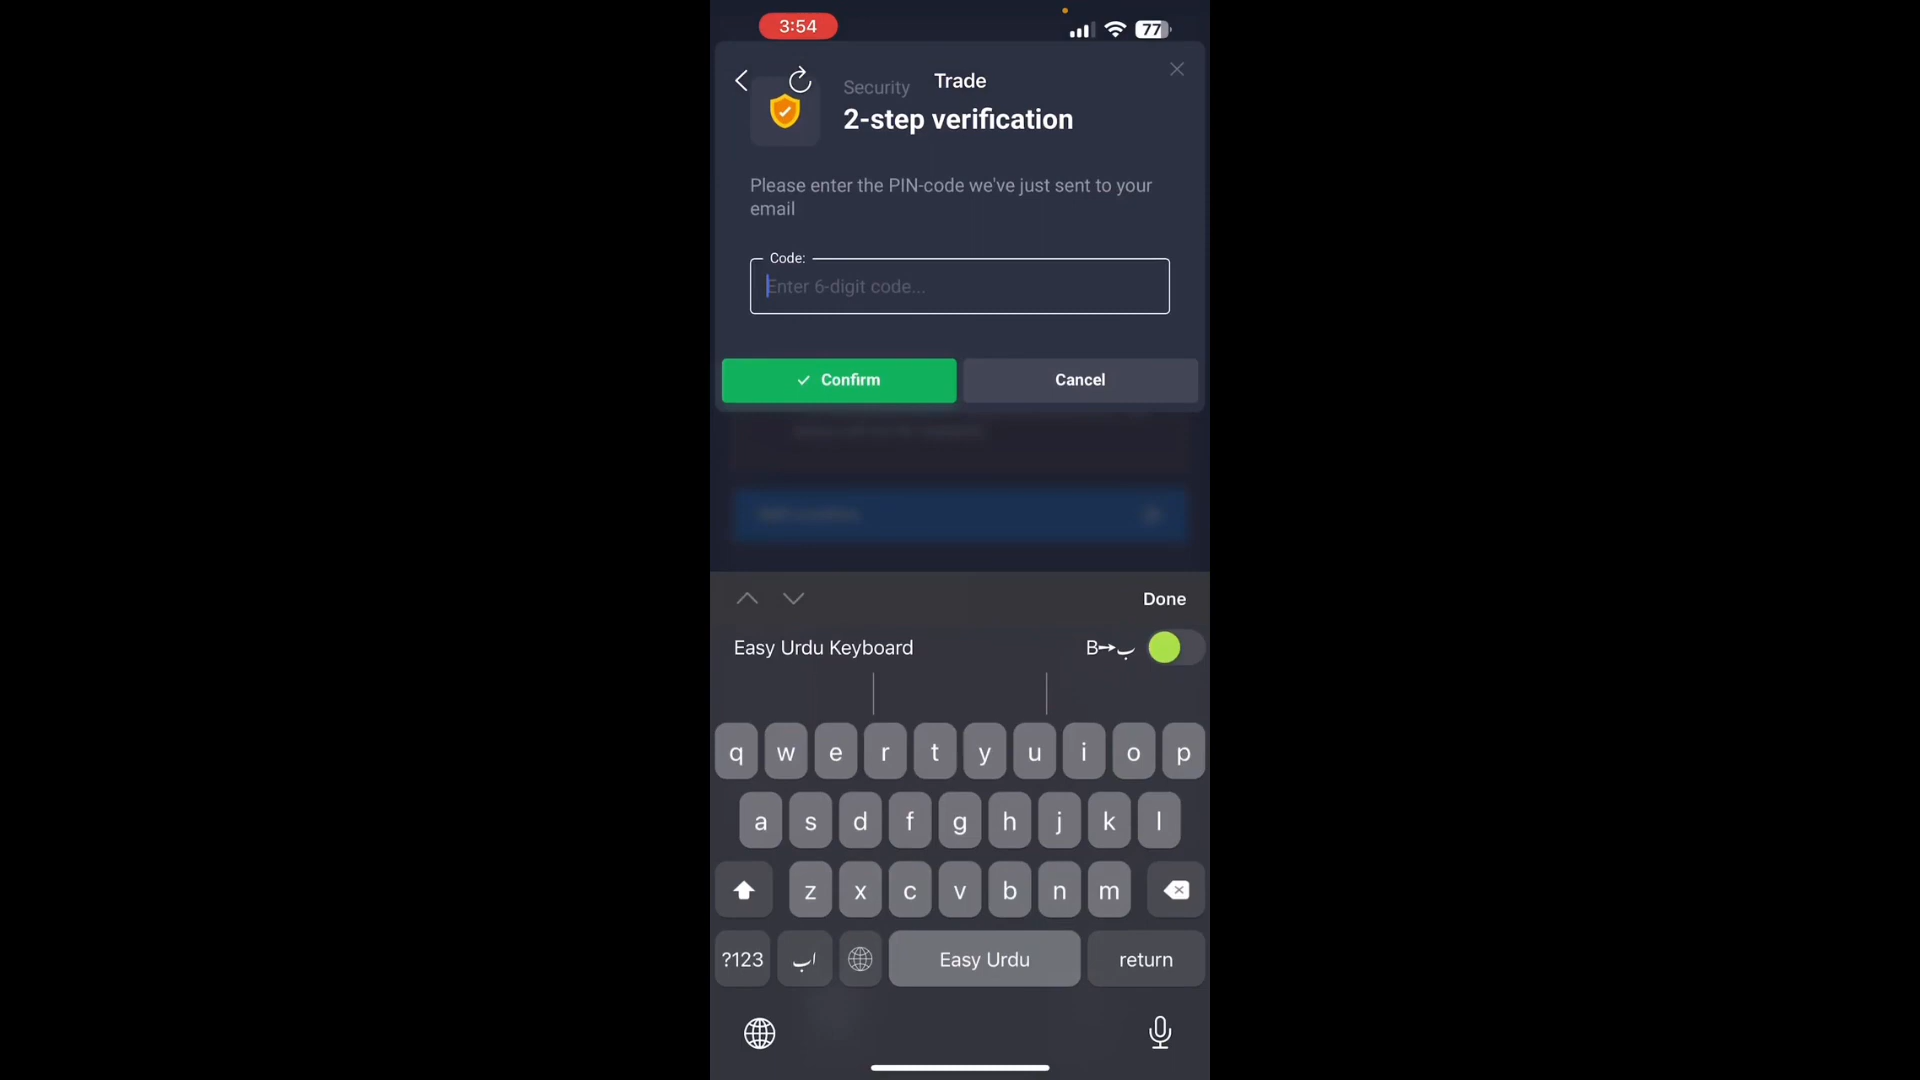 3:54
77
Trade
Security
2-step verification
Please enter the PIN-code we've just sent to your
email
Code:
Enter 6-digit code...
Confirm
Cancel
Done
Easy Urdu Keyboard
B➙ب
q w e r t y u i o p
a s d f g h j k l
z x c v b n m
?123
اب
Easy Urdu
return